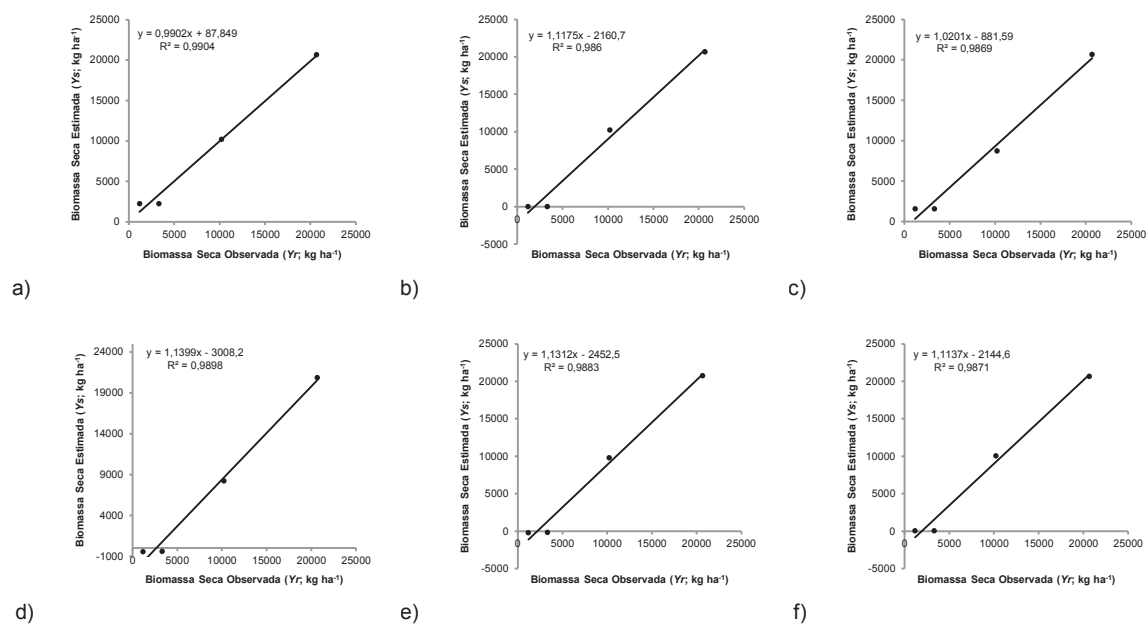 y = 0,9902x + 87,849
R² = 0,9904
25000
20000
15000
10000
5000
0
0 5000 10000 15000 20000 25000
Biomassa Seca Estimada (Ys; kg ha⁻¹)
Biomassa Seca Observada (Yr; kg ha⁻¹)
a)
y = 1,1175x - 2160,7
R² = 0,986
25000
20000
15000
10000
5000
0
-5000
0 5000 10000 15000 20000 25000
Biomassa Seca Estimada (Ys; kg ha⁻¹)
Biomassa Seca Observada (Yr; kg ha⁻¹)
b)
y = 1,0201x - 881,59
R² = 0,9869
25000
20000
15000
10000
5000
0
0 5000 10000 15000 20000 25000
Biomassa Seca Estimada (Ys; kg ha⁻¹)
Biomassa Seca Observada (Yr; kg ha⁻¹)
c)
y = 1,1399x - 3008,2
R² = 0,9898
24000
19000
14000
9000
4000
-1000
0 5000 10000 15000 20000 25000
Biomassa Seca Estimada (Ys; kg ha⁻¹)
Biomassa Seca Observada (Yr; kg ha⁻¹)
d)
y = 1,1312x - 2452,5
R² = 0,9883
25000
20000
15000
10000
5000
0
-5000
0 5000 10000 15000 20000 25000
Biomassa Seca Estimada (Ys; kg ha⁻¹)
Biomassa Seca Observada (Yr; kg ha⁻¹)
e)
y = 1,1137x - 2144,6
R² = 0,9871
25000
20000
15000
10000
5000
0
-5000
0 5000 10000 15000 20000 25000
Biomassa Seca Estimada (Ys; kg ha⁻¹)
Biomassa Seca Observada (Yr; kg ha⁻¹)
f)